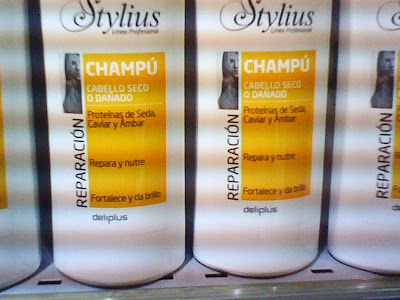 Stylius
Línea Profesional
CHAMPÚ
CABELLO SECO
O DAÑADO
Proteínas de Seda,
Caviar y Ámbar
REPARACIÓN
Repara y nutre
Fortalece y da brillo
deliplus
Stylius
Línea Profesional
CHAMPÚ
CABELLO SECO
O DAÑADO
Proteínas de Seda,
Caviar y Ámbar
REPARACIÓN
Repara y nutre
Fortalece y da brillo
deliplus
REPARACIÓN